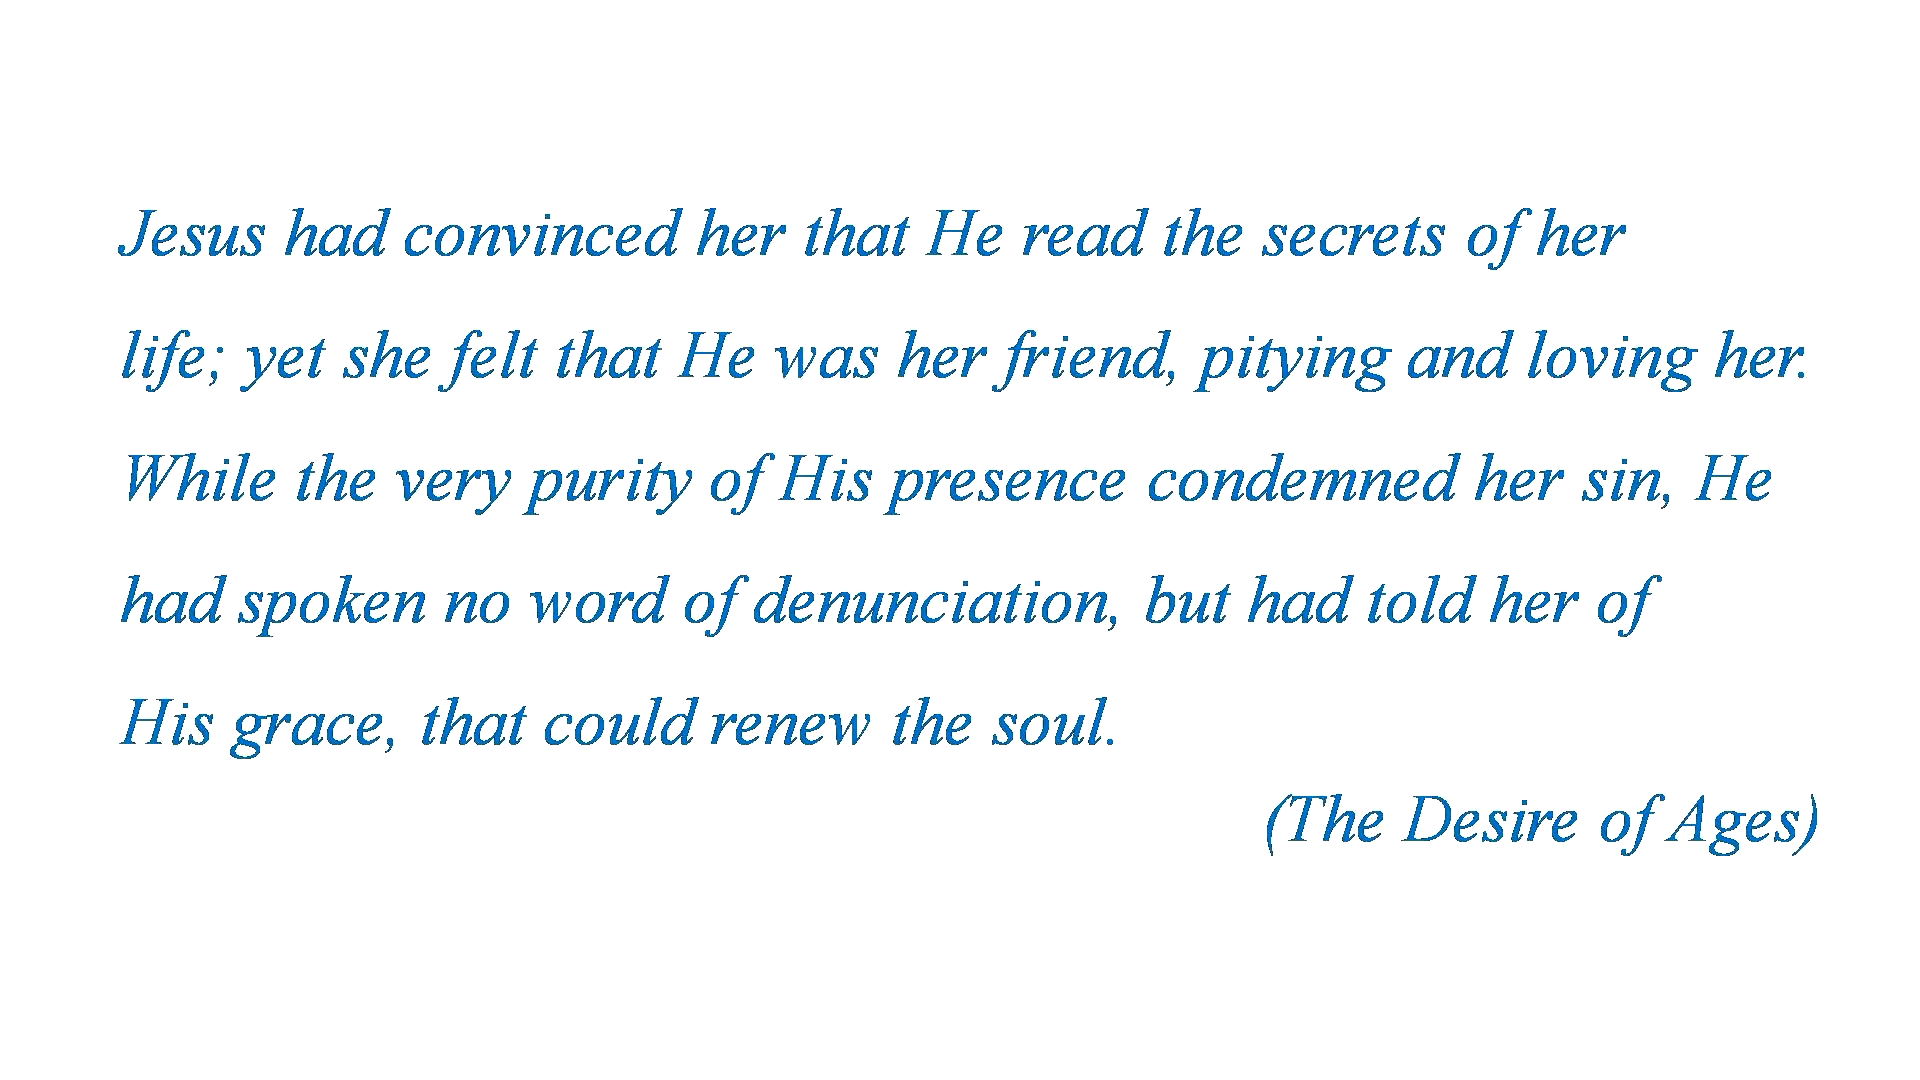 Jesus had convinced her that He read the secrets of her
life; yet she felt that He was her friend, pitying and loving her.
While the very purity of His presence condemned her sin, He
had spoken no word of denunciation, but had told her of
His grace, that could renew the soul.
(The Desire of Ages)